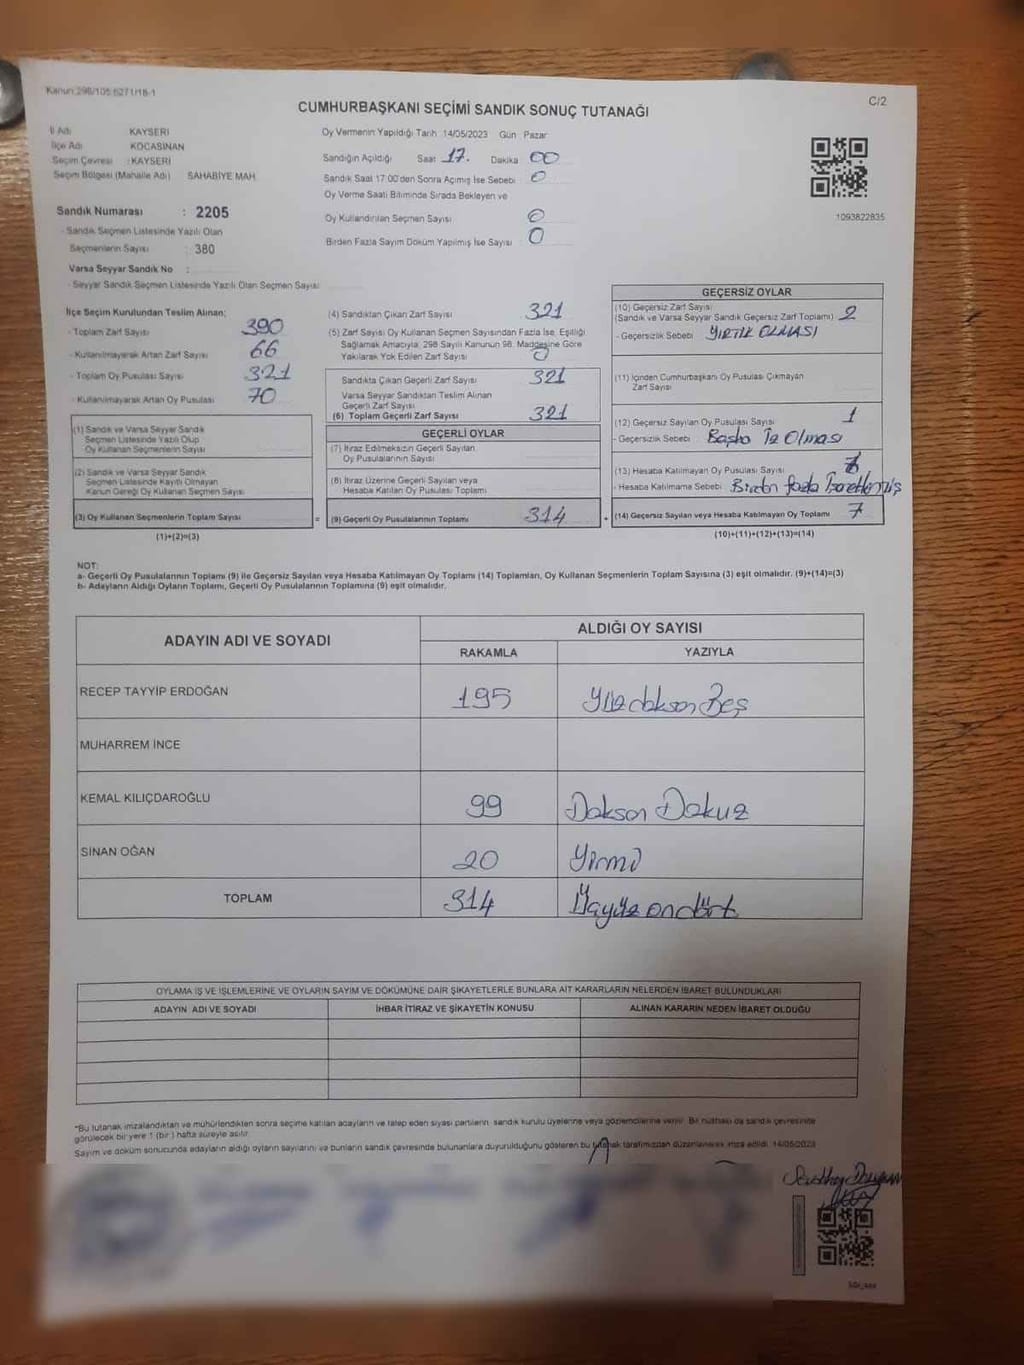 Kanun 298/105 6271/18-1
C/2
CUMHURBAŞKANI SEÇİMİ SANDIK SONUÇ TUTANAĞI
İl Adı KAYSERİ
İlçe Adı KOCASİNAN
Seçim Çevresi : KAYSERİ
Seçim Bölgesi (Mahalle Adı) SAHABİYE MAH.
Sandık Numarası : 2205
- Sandık Seçmen Listesinde Yazılı Olan
Seçmenlerin Sayısı : 380
Varsa Seyyar Sandık No :
- Seyyar Sandık Seçmen Listesinde Yazılı Olan Seçmen Sayısı:
Oy Vermenin Yapıldığı Tarih 14/05/2023 Gün Pazar
Sandığın Açıldığı Saat 17. Dakika 00
Sandık Saat 17:00'den Sonra Açımış İse Sebebi 0
Oy Verme Saati Bitiminde Sırada Bekleyen ve
Oy Kullandırılan Seçmen Sayısı 0
Birden Fazla Sayım Döküm Yapılmış İse Sayısı 0
1093822835
İlçe Seçim Kurulundan Teslim Alınan;
- Toplam Zarf Sayısı 390
- Kullanılmayarak Artan Zarf Sayısı 66
- Toplam Oy Pusulası Sayısı 321
- Kullanılmayarak Artan Oy Pusulası 70
(1) Sandık ve Varsa Seyyar Sandık
Seçmen Listesinde Yazılı Olup
Oy Kullanan Seçmenlerin Sayısı
(2) Sandık ve Varsa Seyyar Sandık
Seçmen Listesinde Kayıtlı Olmayan
Kanun Gereği Oy Kullanan Seçmen Sayısı
(3) Oy Kullanan Seçmenlerin Toplam Sayısı
(1)+(2)=(3)
(4) Sandıktan Çıkan Zarf Sayısı 321
(5) Zarf Sayısı Oy Kullanan Seçmen Sayısından Fazla İse, Eşitliği
Sağlamak Amacıyla, 298 Sayılı Kanunun 98. Maddesine Göre
Yakılarak Yok Edilen Zarf Sayısı 0
Sandıkta Çıkan Geçerli Zarf Sayısı 321
Varsa Seyyar Sandıktan Teslim Alınan
Geçerli Zarf Sayısı
(6) Toplam Geçerli Zarf Sayısı 321
GEÇERLİ OYLAR
(7) İtiraz Edilmeksizin Geçerli Sayılan
Oy Pusulalarının Sayısı
(8) İtiraz Üzerine Geçerli Sayılan veya
Hesaba Katılan Oy Pusulası Toplamı
= (9) Geçerli Oy Pusulalarının Toplamı 314 +
GEÇERSİZ OYLAR
(10) Geçersiz Zarf Sayısı
(Sandık ve Varsa Seyyar Sandık Geçersiz Zarf Toplamı) 2
- Geçersizlik Sebebi YIRTIK OLMASI
(11) İçinden Cumhurbaşkanı Oy Pusulası Çıkmayan
Zarf Sayısı
(12) Geçersiz Sayılan Oy Pusulası Sayısı 1
- Geçersizlik Sebebi Başka İz Olması
(13) Hesaba Katılmayan Oy Pusulası Sayısı
- Hesaba Katılmama Sebebi Birden fazla İşaretlenmiş
(14) Geçersiz Sayılan veya Hesaba Katılmayan Oy Toplamı 7
(10)+(11)+(12)+(13)=(14)
NOT:
a- Geçerli Oy Pusulalarının Toplamı (9) ile Geçersiz Sayılan veya Hesaba Katılmayan Oy Toplamı (14) Toplamları, Oy Kullanan Seçmenlerin Toplam Sayısına (3) eşit olmalıdır. (9)+(14)=(3)
b- Adayların Aldığı Oyların Toplamı, Geçerli Oy Pusulalarının Toplamına (9) eşit olmalıdır.
ADAYIN ADI VE SOYADI ALDIĞI OY SAYISI
RAKAMLA YAZIYLA
RECEP TAYYİP ERDOĞAN 195 Yüzdoksan Beş
MUHARREM İNCE
KEMAL KILIÇDAROĞLU 99 Doksan Dokuz
SİNAN OĞAN 20 Yirmi
TOPLAM 314 Üçyüz ondört
OYLAMA İŞ VE İŞLEMLERİNE VE OYLARIN SAYIM VE DÖKÜMÜNE DAİR ŞİKAYETLERLE BUNLARA AİT KARARLARIN NELERDEN İBARET BULUNDUKLARI
ADAYIN ADI VE SOYADI İHBAR İTİRAZ VE ŞİKAYETİN KONUSU ALINAN KARARIN NEDEN İBARET OLDUĞU
*Bu tutanak imzalandıktan ve mühürlendikten sonra seçime katılan adayların ve talep eden siyasi partilerin, sandık kurulu üyelerine veya gözlemcilerine verilir. Bir nüshası da sandık çevresinde
görülecek bir yere 1 (bir) hafta süreyle asılır.
Sayım ve döküm sonucunda adayların aldığı oyların sayılarını ve bunların sandık çevresinde bulunanlara duyurulduğunu gösteren bu tutanak tarafımızdan düzenlenerek imza edildi. 14/05/2023